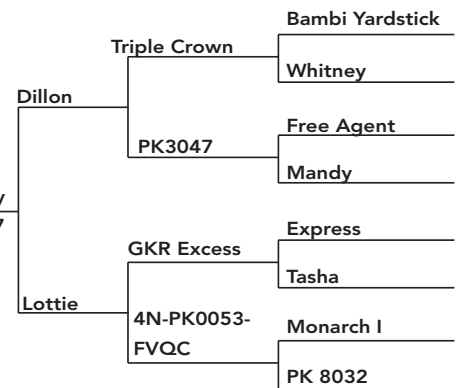 Bambi Yardstick
Triple Crown
Whitney
Dillon
Free Agent
PK3047
Mandy
Express
GKR Excess
Tasha
Lottie
4N-PK0053-
FVQC
Monarch I
PK 8032